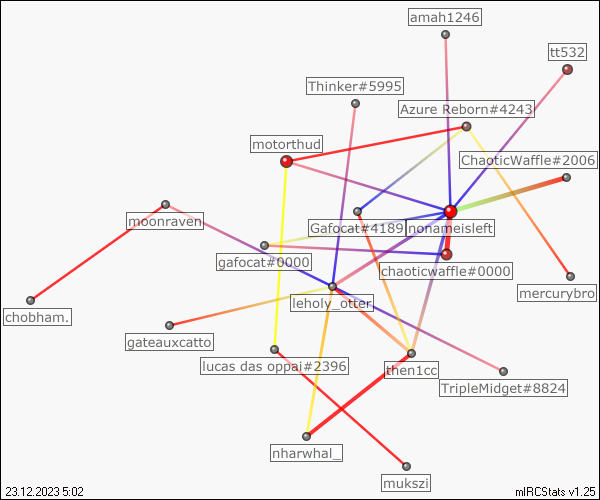 amah1246
tt532
Thinker#5995
Azure Reborn#4243
motorthud
ChaoticWaffle#2006
moonraven
Gafocat#4189
nonameisleft
gafocat#0000
chaoticwaffle#0000
mercurybro
leholy_otter
chobham.
gateauxcatto
lucas das oppai#2396
then1cc
TripleMidget#8824
nharwhal_
mukszi
23.12.2023 5:02
mIRCStats v1.25